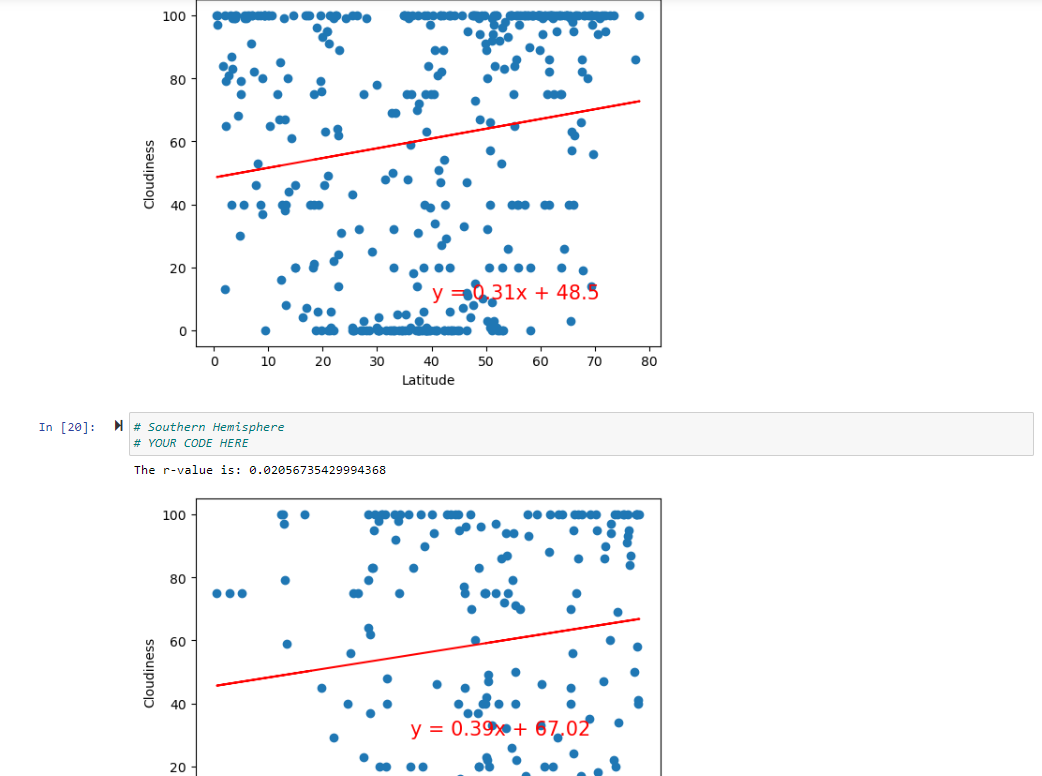 100
80
60
40
20
0
Cloudiness
y = 0.31x + 48.5
0 10 20 30 40 50 60 70 80
Latitude
In [20]:
# Southern Hemisphere
# YOUR CODE HERE
The r-value is: 0.02056735429994368
100
80
60
40
20
Cloudiness
y = 0.39x + 67.02